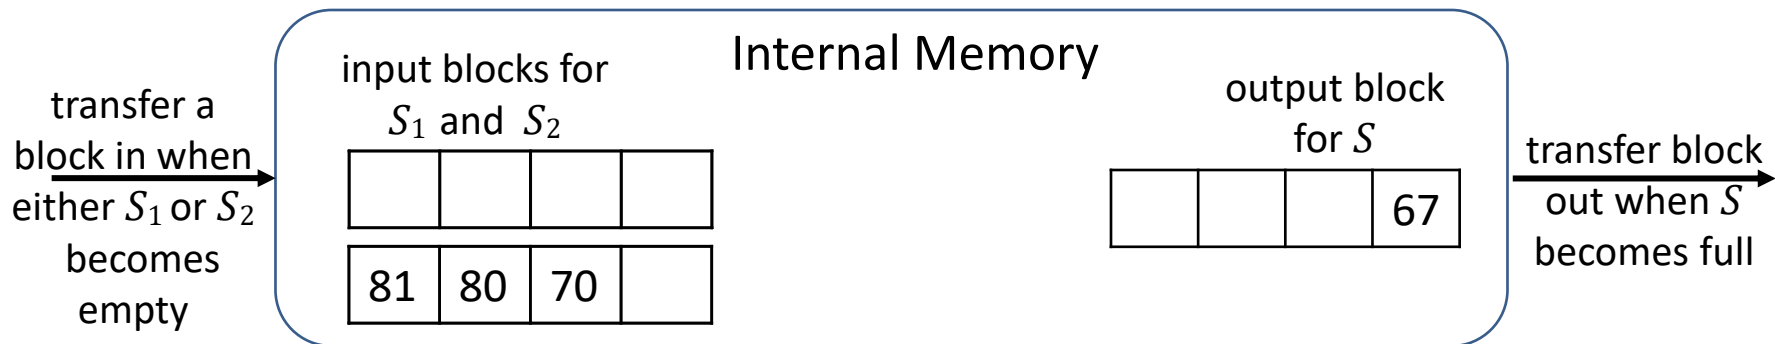 Internal Memory
transfer a
block in when
either S₁ or S₂
becomes
empty
input blocks for
S₁ and S₂
81 80 70
output block
for S
67
transfer block
out when S
becomes full